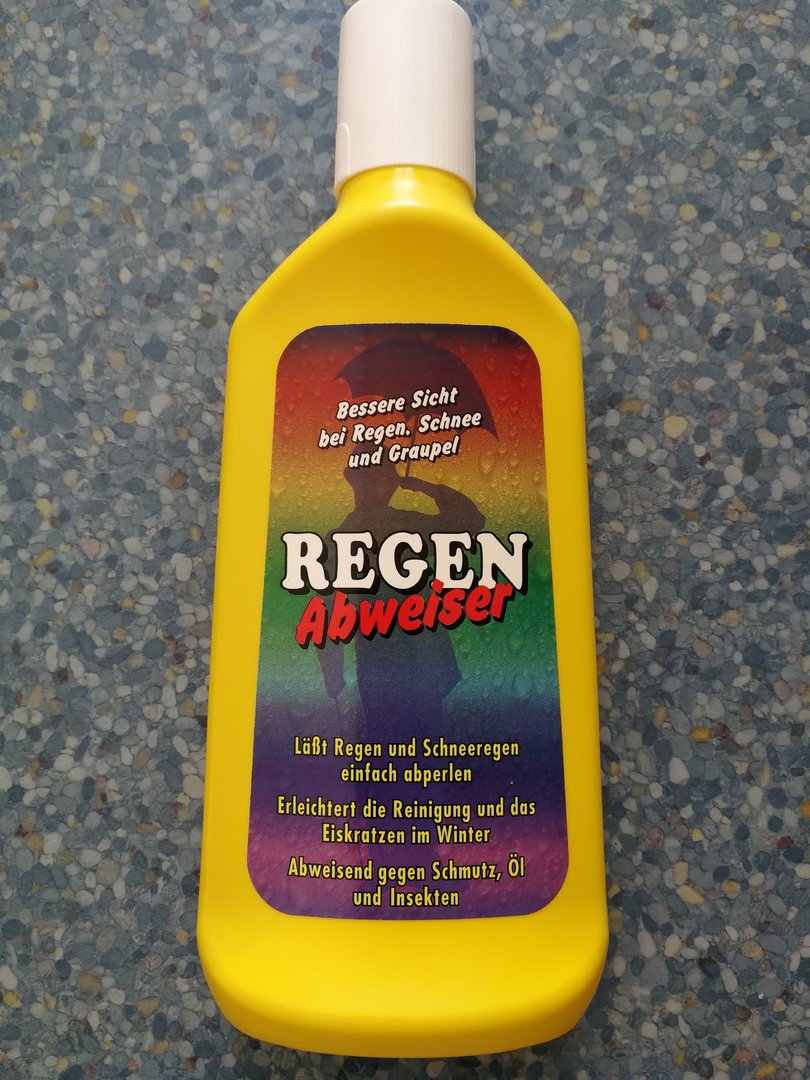 Bessere Sicht
bei Regen, Schnee
und Graupel
REGEN
Abweiser
Läßt Regen und Schneeregen
einfach abperlen
Erleichtert die Reinigung und das
Eiskratzen im Winter
Abweisend gegen Schmutz, Öl
und Insekten